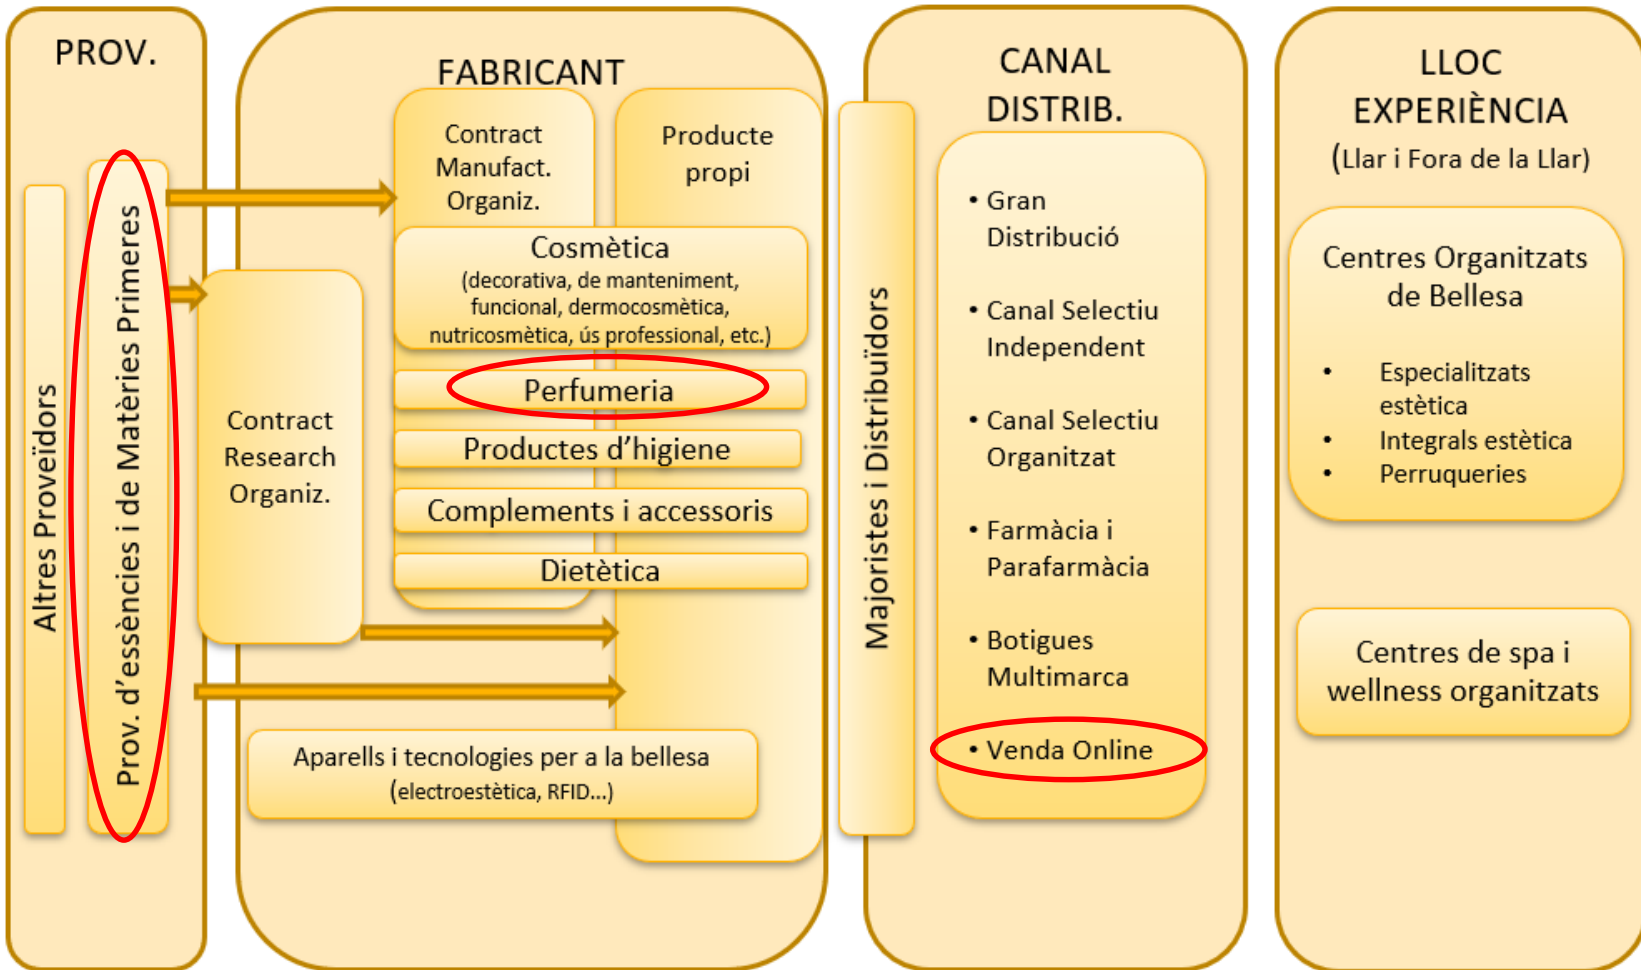 PROV.
Altres Proveïdors
Prov. d’essències i de Matèries Primeres
FABRICANT
Contract
Manufact.
Organiz.
Producte
propi
Cosmètica
(decorativa, de manteniment,
funcional, dermocosmètica,
nutricosmètica, ús professional, etc.)
Perfumeria
Productes d’higiene
Complements i accessoris
Dietètica
Contract
Research
Organiz.
Aparells i tecnologies per a la bellesa
(electroestètica, RFID...)
Majoristes i Distribuïdors
CANAL
DISTRIB.
• Gran
Distribució
• Canal Selectiu
Independent
• Canal Selectiu
Organitzat
• Farmàcia i
Parafarmàcia
• Botigues
Multimarca
• Venda Online
LLOC
EXPERIÈNCIA
(Llar i Fora de la Llar)
Centres Organitzats
de Bellesa
• Especialitzats
estètica
• Integrals estètica
• Perruqueries
Centres de spa i
wellness organitzats